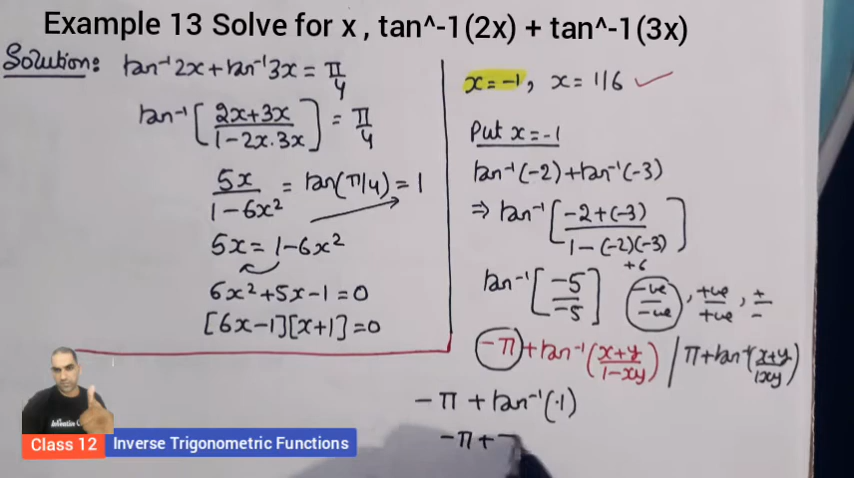 Example 13 Solve for x , tan^-1(2x) + tan^-1(3x)
Solution: tan⁻¹2x + tan⁻¹3x = π/4
tan⁻¹[(2x+3x)/(1-2x.3x)] = π/4
5x/(1-6x²) = tan(π/4) = 1
5x = 1-6x²
6x²+5x-1=0
[6x-1][x+1]=0
x=-1, x=1/6 ✓
Put x=-1
tan⁻¹(-2)+tan⁻¹(-3)
⇒ tan⁻¹[(-2+(-3))/(1-(-2)(-3))]
+6
tan⁻¹[-5/-5] -ve/-ve, +ve/+ve, +/-
-π+tan⁻¹((x+y)/(1-xy)) / π+tan⁻¹((x+y)/(1xy))
-π + tan⁻¹(·1)
-π+
Class 12 Inverse Trigonometric Functions